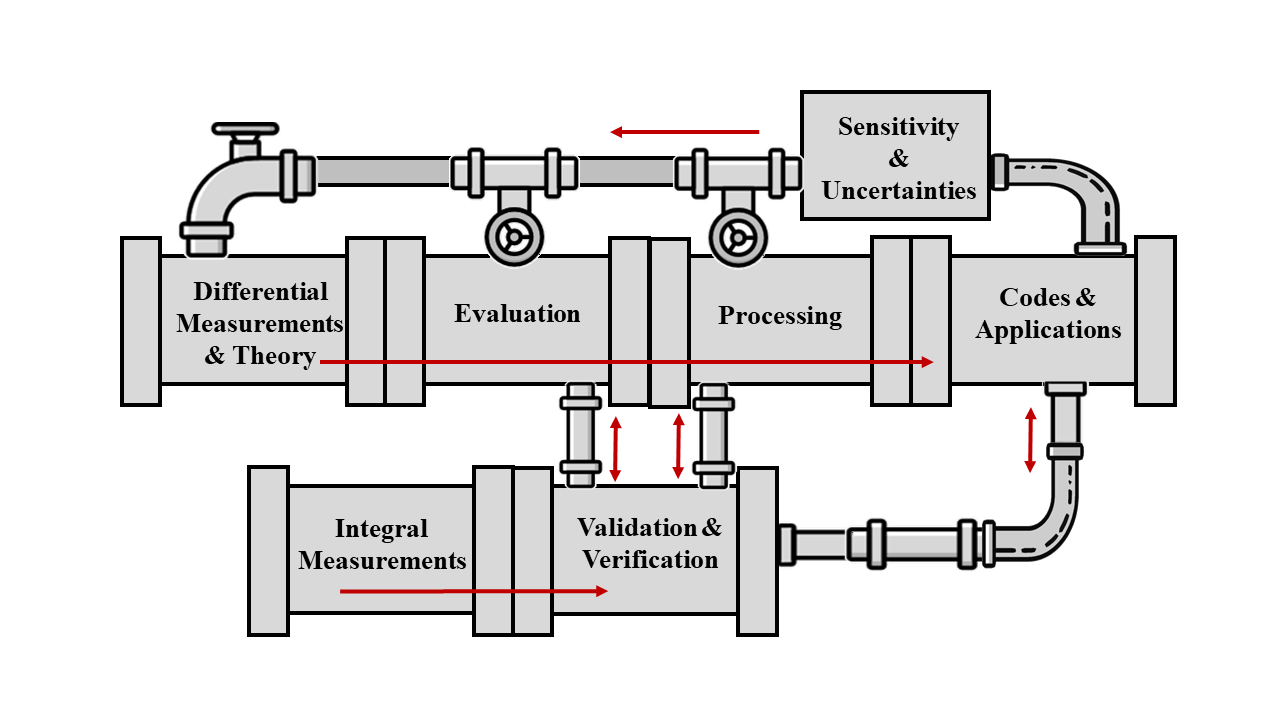 Sensitivity
&
Uncertainties
Differential
Measurements
& Theory
Evaluation
Processing
Codes &
Applications
Integral
Measurements
Validation &
Verification